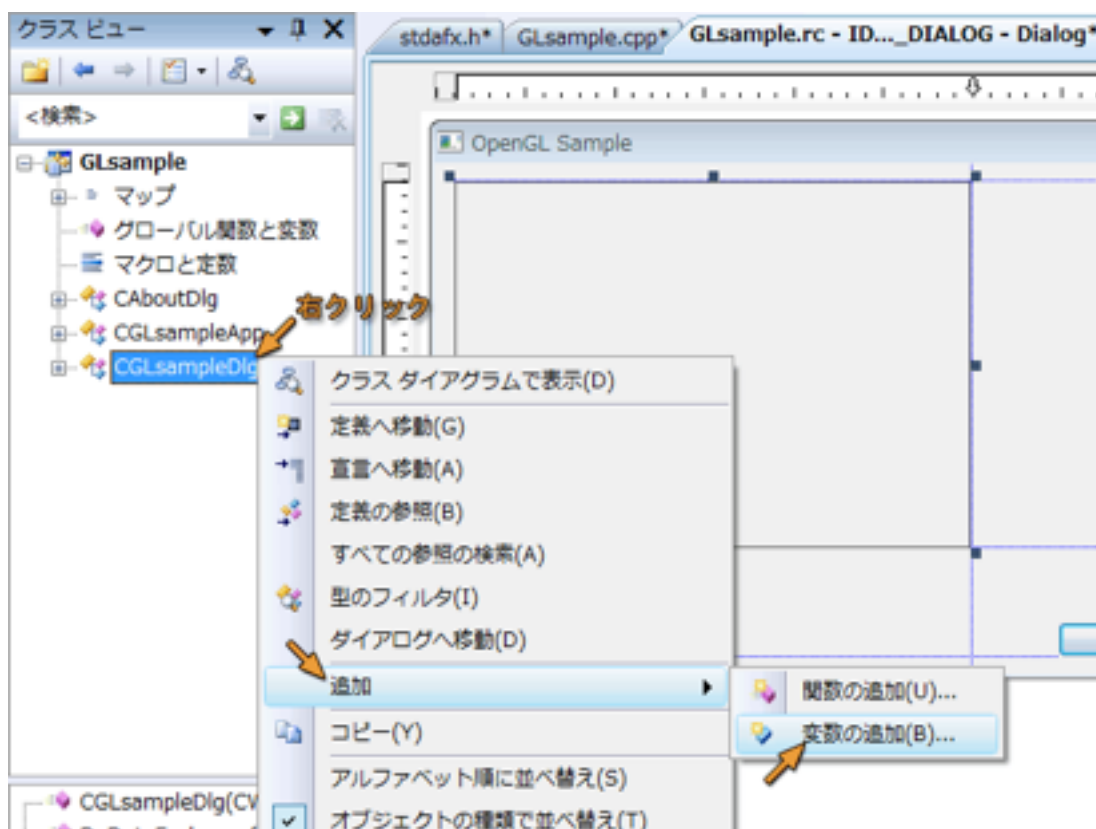 クラス ビュー
stdafx.h* GLsample.cpp* GLsample.rc - ID..._DIALOG - Dialog*
<検索>
OpenGL Sample
GLsample
マップ
グローバル関数と変数
マクロと定数
CAboutDlg
右クリック
CGLsampleApp
CGLsampleDlg
クラス ダイアグラムで表示(D)
定義へ移動(G)
宣言へ移動(A)
定義の参照(B)
すべての参照の検索(A)
型のフィルタ(I)
ダイアログへ移動(D)
追加
関数の追加(U)...
変数の追加(B)...
コピー(Y)
アルファベット順に並べ替え(S)
オブジェクトの種類で並べ替え(T)
CGLsampleDlg(CV